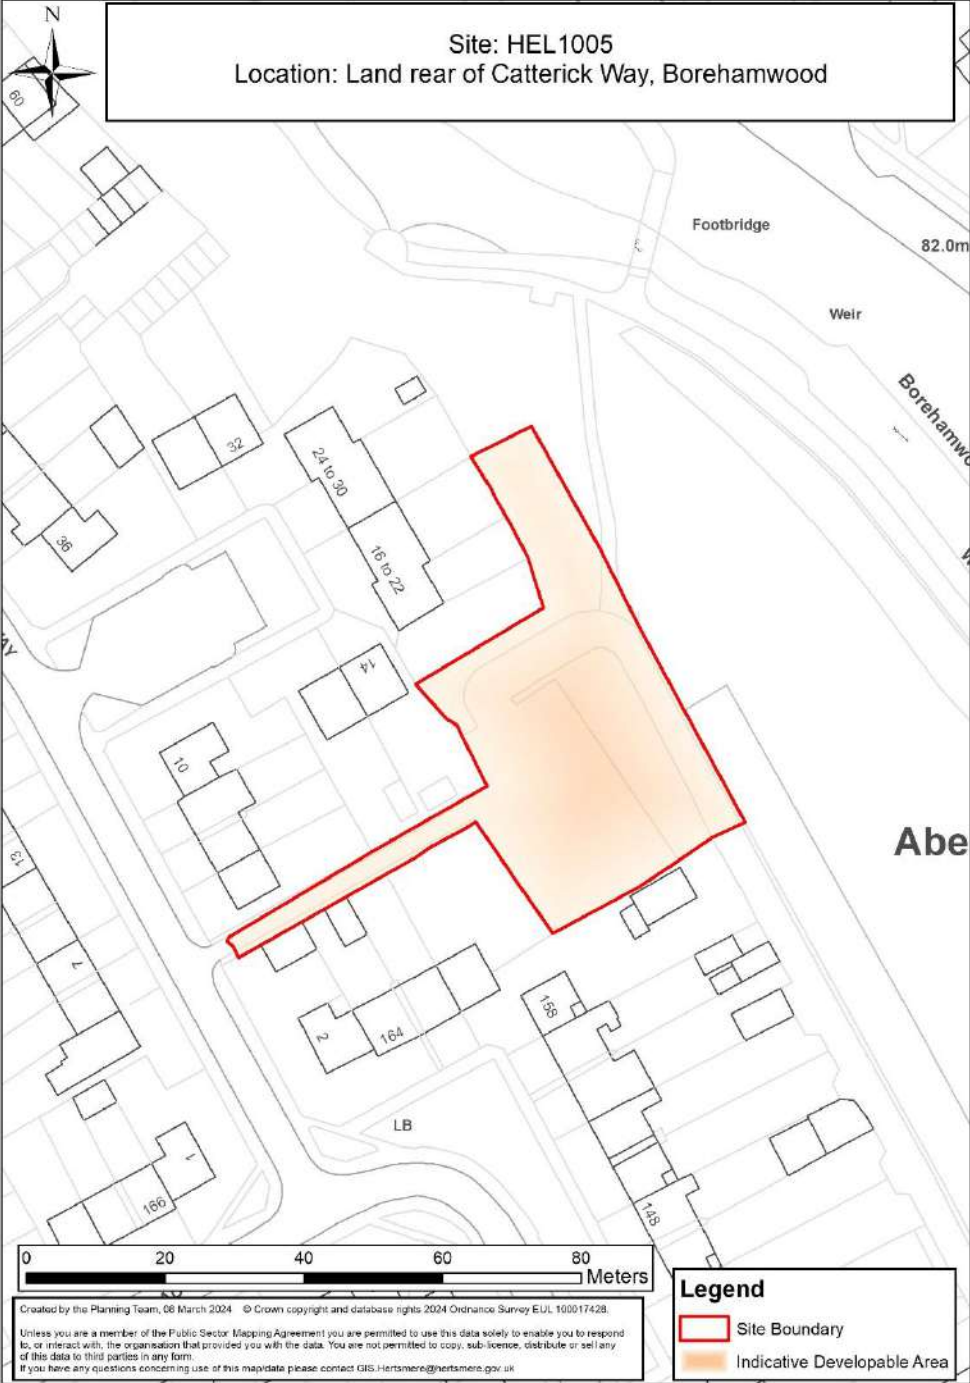 N
Site: HEL1005
Location: Land rear of Catterick Way, Borehamwood
60
Footbridge
82.0m
Weir
Borehamwo
32
24 to 30
36
16 to 22
14
10
Abe
13
7
158
2
164
LB
1
166
148
0 20 40 60 80
Meters
Legend
Site Boundary
Indicative Developable Area
Created by the Planning Team, 08 March 2024 © Crown copyright and database rights 2024 Ordnance Survey EUL 100017428.
Unless you are a member of the Public Sector Mapping Agreement you are permitted to use this data solely to enable you to respond
to, or interact with, the organisation that provided you with the data. You are not permitted to copy, sub-licence, distribute or sell any
of this data to third parties in any form.
If you have any questions concerning use of this map/data please contact GIS.Hertsmere@hertsmere.gov.uk